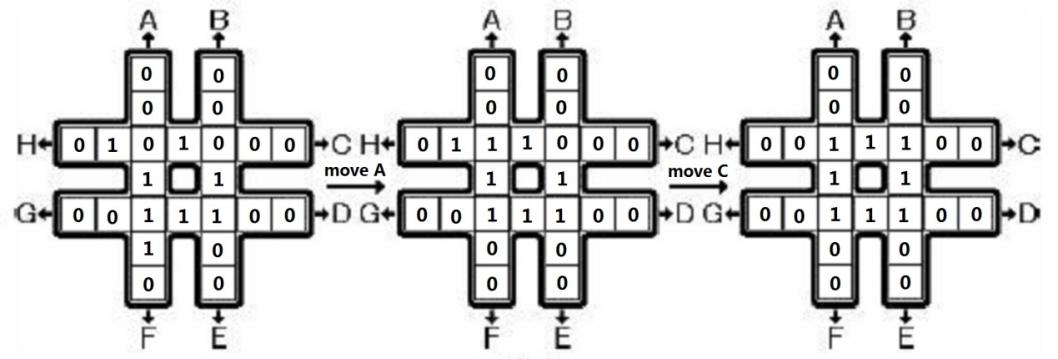 A B A B A B
0 0 0 0 0 0
0 0 0 0 0 0
H 0 1 0 1 0 0 0 C H 0 1 1 1 0 0 0 C H 0 0 1 1 1 0 0 C
move A move C
1 1 1 1 1 1
G 0 0 1 1 1 0 0 D G 0 0 1 1 1 0 0 D G 0 0 1 1 1 0 0 D
1 0 0 0 0 0
0 0 0 0 0 0
F E F E F E